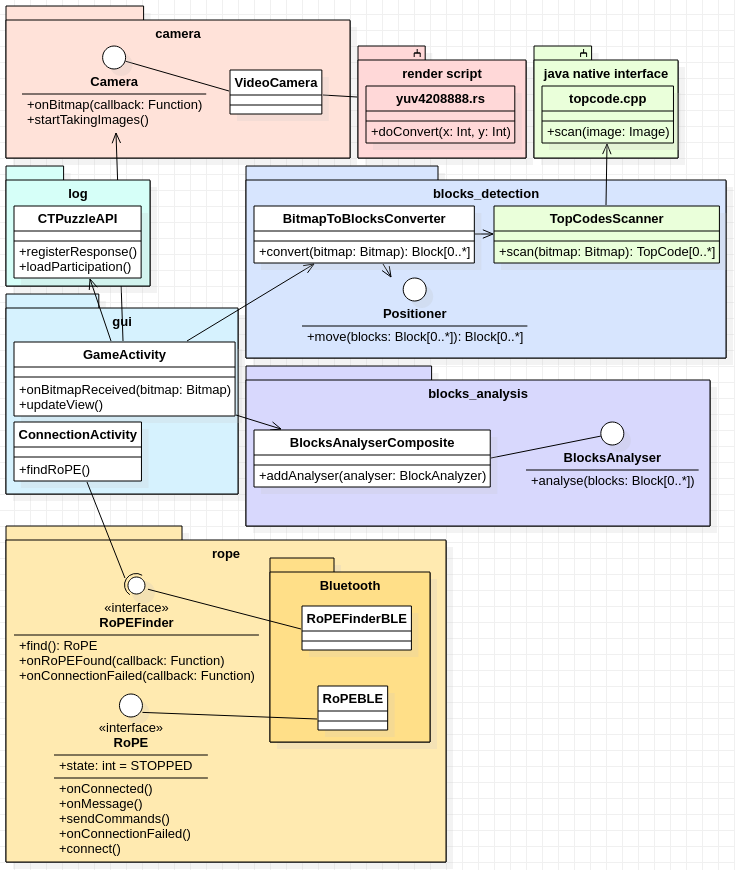 camera
Camera
+onBitmap(callback: Function)
+startTakingImages()
VideoCamera
render script
yuv4208888.rs
+doConvert(x: Int, y: Int)
java native interface
topcode.cpp
+scan(image: Image)
log
CTPuzzleAPI
+registerResponse()
+loadParticipation()
blocks_detection
BitmapToBlocksConverter
+convert(bitmap: Bitmap): Block[0..*]
TopCodesScanner
+scan(bitmap: Bitmap): TopCode[0..*]
Positioner
+move(blocks: Block[0..*]): Block[0..*]
gui
GameActivity
+onBitmapReceived(bitmap: Bitmap)
+updateView()
ConnectionActivity
+findRoPE()
blocks_analysis
BlocksAnalyserComposite
+addAnalyser(analyser: BlockAnalyzer)
BlocksAnalyser
+analyse(blocks: Block[0..*])
rope
«interface»
RoPEFinder
+find(): RoPE
+onRoPEFound(callback: Function)
+onConnectionFailed(callback: Function)
Bluetooth
RoPEFinderBLE
RoPEBLE
«interface»
RoPE
+state: int = STOPPED
+onConnected()
+onMessage()
+sendCommands()
+onConnectionFailed()
+connect()